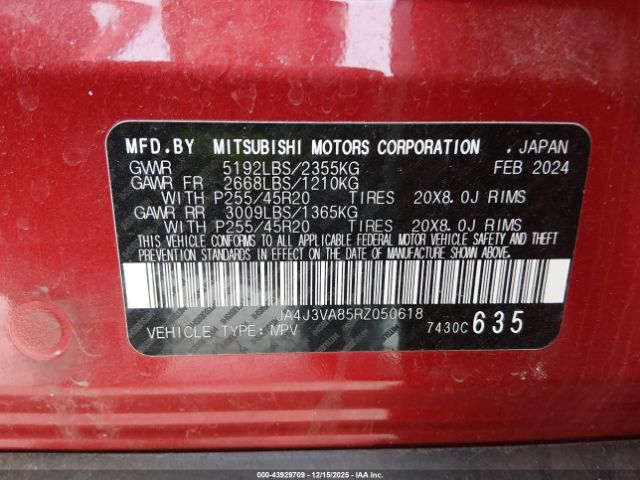 MFD.BY MITSUBISHI MOTORS CORPORATION . JAPAN
GVWR 5192LBS/2355KG FEB 2024
GAWR FR 2668LBS/1210KG
WITH P255/45R20 TIRES 20X8.0J RIMS
GAWR RR 3009LBS/1365KG
WITH P255/45R20 TIRES 20X8.0J RIMS
THIS VEHICLE CONFORMS TO ALL APPLICABLE FEDERAL MOTOR VEHICLE SAFETY AND THEFT
PREVENTION STANDARDS IN EFFECT ON THE DATE OF MANUFACTURE SHOWN ABOVE.
JA4J3VA85RZ050618
VEHICLE TYPE: MPV 7430C 635
000-43929709 - 12/15/2025 - IAAI.COM